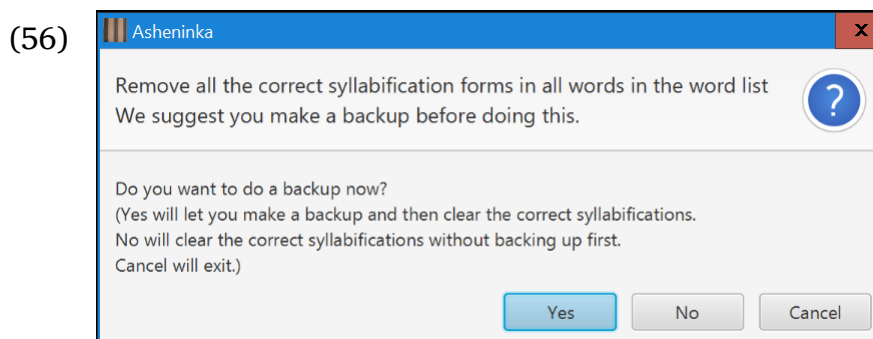 (56)
Asheninka
x
Remove all the correct syllabification forms in all words in the word list
We suggest you make a backup before doing this.
?
Do you want to do a backup now?
(Yes will let you make a backup and then clear the correct syllabifications.
No will clear the correct syllabifications without backing up first.
Cancel will exit.)
Yes No Cancel